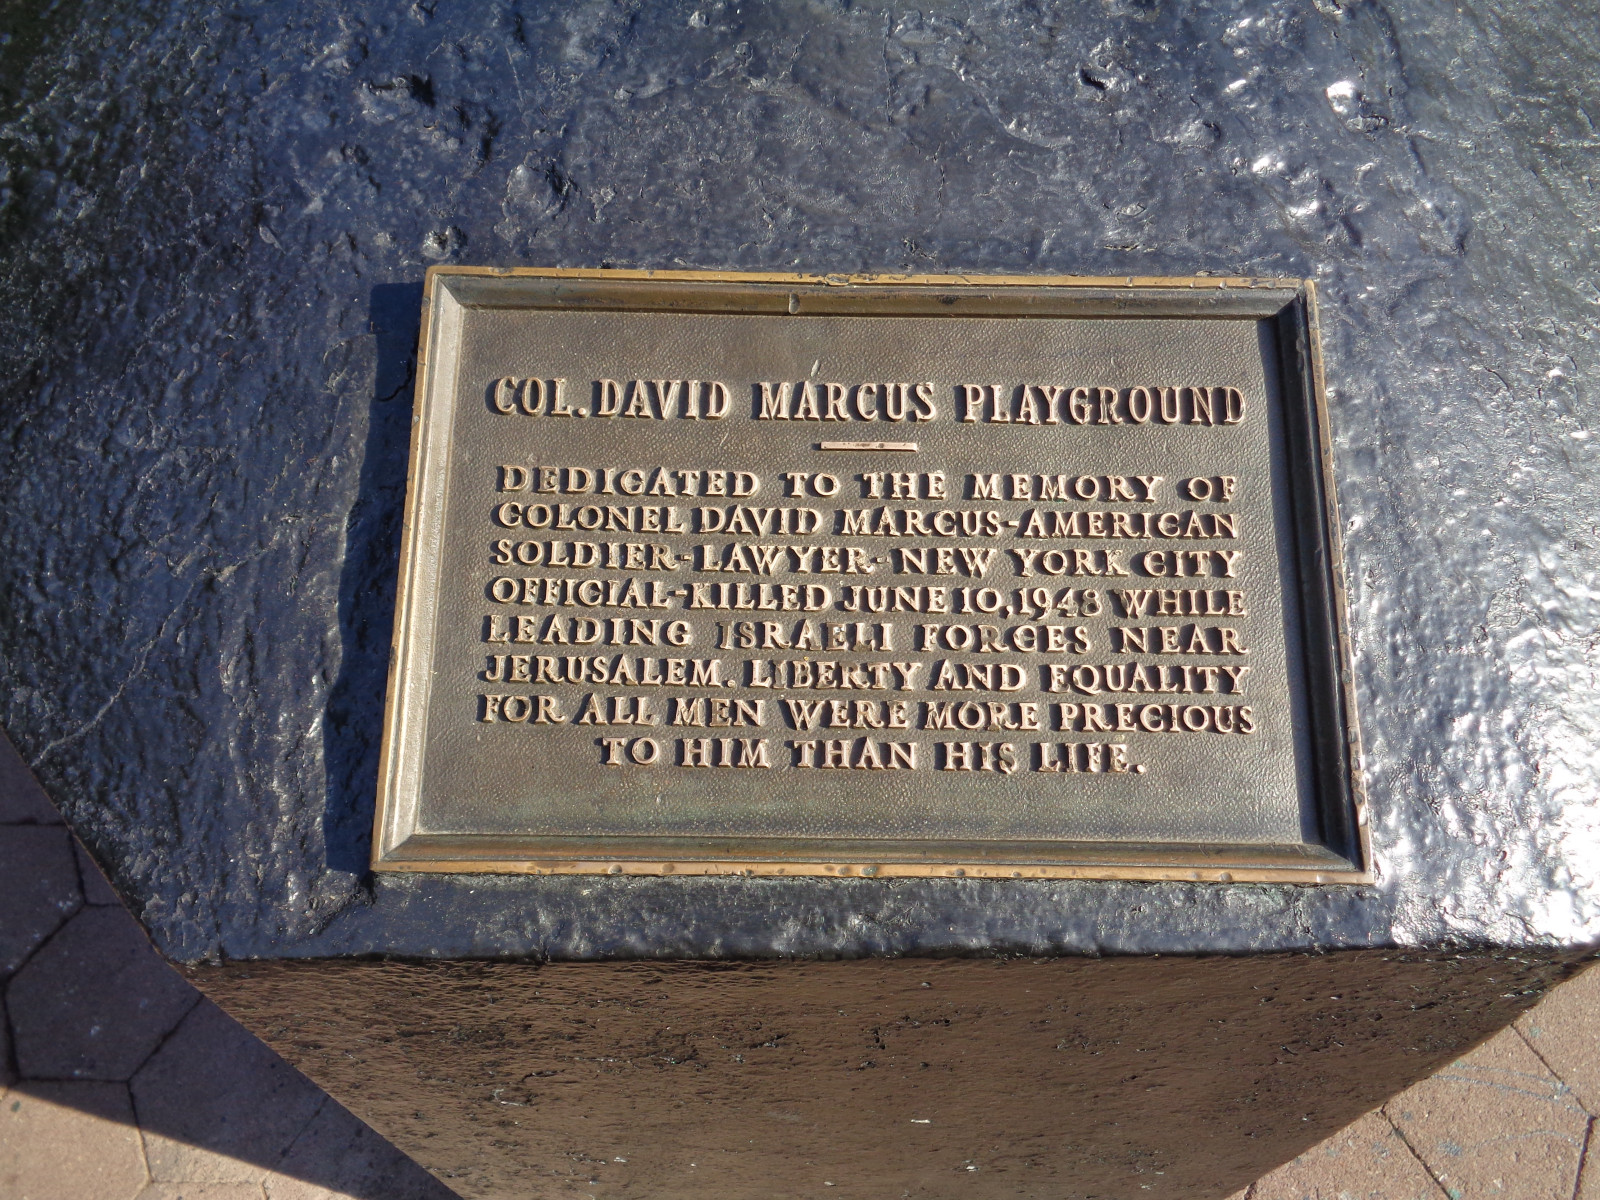 COL. DAVID MARCUS PLAYGROUND
DEDICATED TO THE MEMORY OF
COLONEL DAVID MARCUS-AMERICAN
SOLDIER-LAWYER-NEW YORK CITY
OFFICIAL-KILLED JUNE 10, 1948 WHILE
LEADING ISRAELI FORCES NEAR
JERUSALEM. LIBERTY AND EQUALITY
FOR ALL MEN WERE MORE PRECIOUS
TO HIM THAN HIS LIFE.